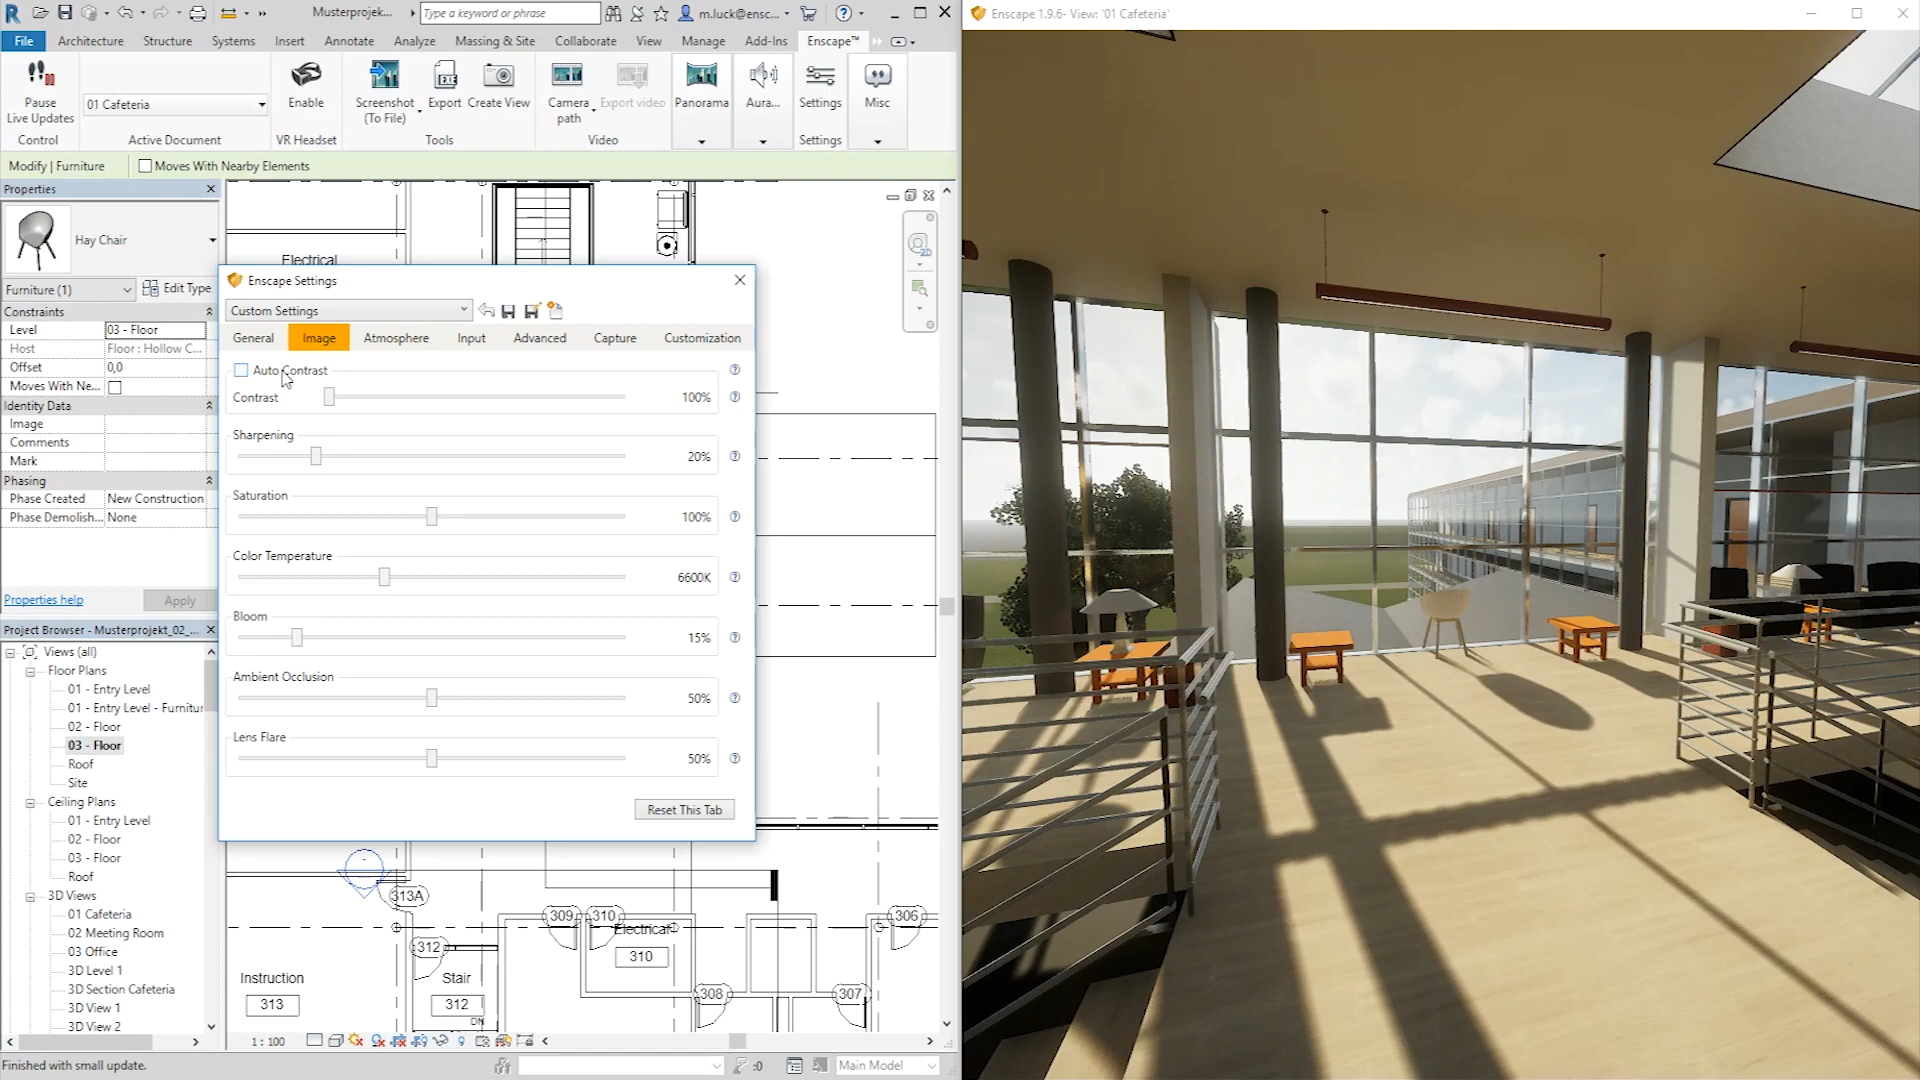 Musterprojek...
Type a keyword or phrase
m.luck@ensc...
Enscape 1.9.6- View: '01 Cafeteria'
File
Architecture
Structure
Systems
Insert
Annotate
Analyze
Massing & Site
Collaborate
View
Manage
Add-Ins
Enscape™
Pause
Live Updates
01 Cafeteria
Enable
Screenshot
(To File)
Export
Create View
Camera
path
Export video
Panorama
Aura...
Settings
Misc
Control
Active Document
VR Headset
Tools
Video
Settings
Modify | Furniture
Moves With Nearby Elements
Properties
Hay Chair
Furniture (1)
Edit Type
Constraints
Level
03 - Floor
Host
Floor : Hollow C...
Offset
0,0
Moves With Ne...
Identity Data
Image
Comments
Mark
Phasing
Phase Created
New Construction
Phase Demolish...
None
Properties help
Apply
Project Browser - Musterprojekt_02_...
Views (all)
Floor Plans
01 - Entry Level
01 - Entry Level - Furnitur
02 - Floor
03 - Floor
Roof
Site
Ceiling Plans
01 - Entry Level
02 - Floor
03 - Floor
Roof
3D Views
01 Cafeteria
02 Meeting Room
03 Office
3D Level 1
3D Section Cafeteria
3D View 1
3D View 2
Electrical
2D
Enscape Settings
Custom Settings
General
Image
Atmosphere
Input
Advanced
Capture
Customization
Auto Contrast
Contrast
100%
Sharpening
20%
Saturation
100%
Color Temperature
6600K
Bloom
15%
Ambient Occlusion
50%
Lens Flare
50%
Reset This Tab
313A
309
310
306
312
Electrical
310
Instruction
313
Stair
312
DN
308
307
1 : 100
Finished with small update.
:0
Main Model